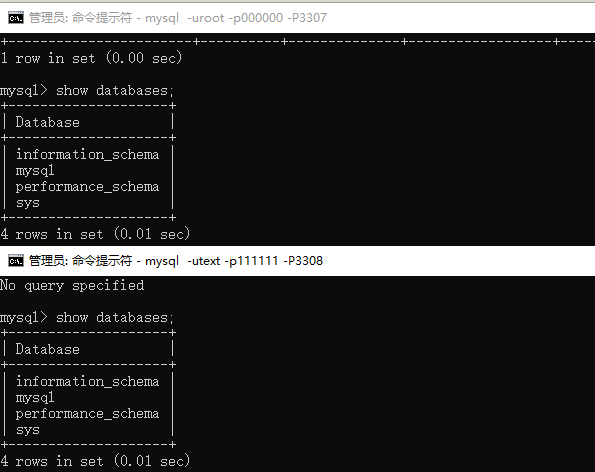 管理员: 命令提示符 - mysql  -uroot -p000000 -P3307
+--------------------+---------+----------+--------------+------------------+----
1 row in set (0.00 sec)
mysql> show databases;
+--------------------+
| Database           |
+--------------------+
| information_schema |
| mysql              |
| performance_schema |
| sys                |
+--------------------+
4 rows in set (0.01 sec)
管理员: 命令提示符 - mysql  -utext -p111111 -P3308
No query specified
mysql> show databases;
+--------------------+
| Database           |
+--------------------+
| information_schema |
| mysql              |
| performance_schema |
| sys                |
+--------------------+
4 rows in set (0.01 sec)